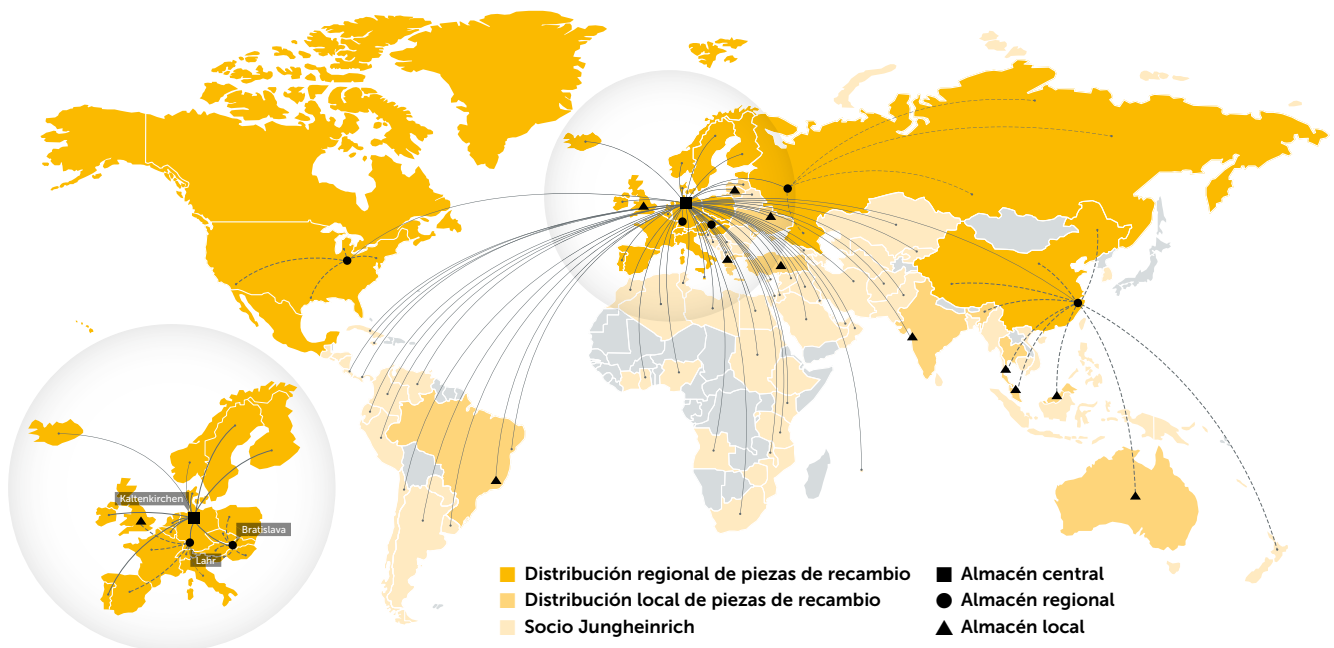 Kaltenkirchen
Bratislava
Lahr
Distribución regional de piezas de recambio
Distribución local de piezas de recambio
Socio Jungheinrich
Almacén central
Almacén regional
Almacén local